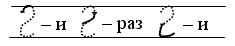 – и – раз – и